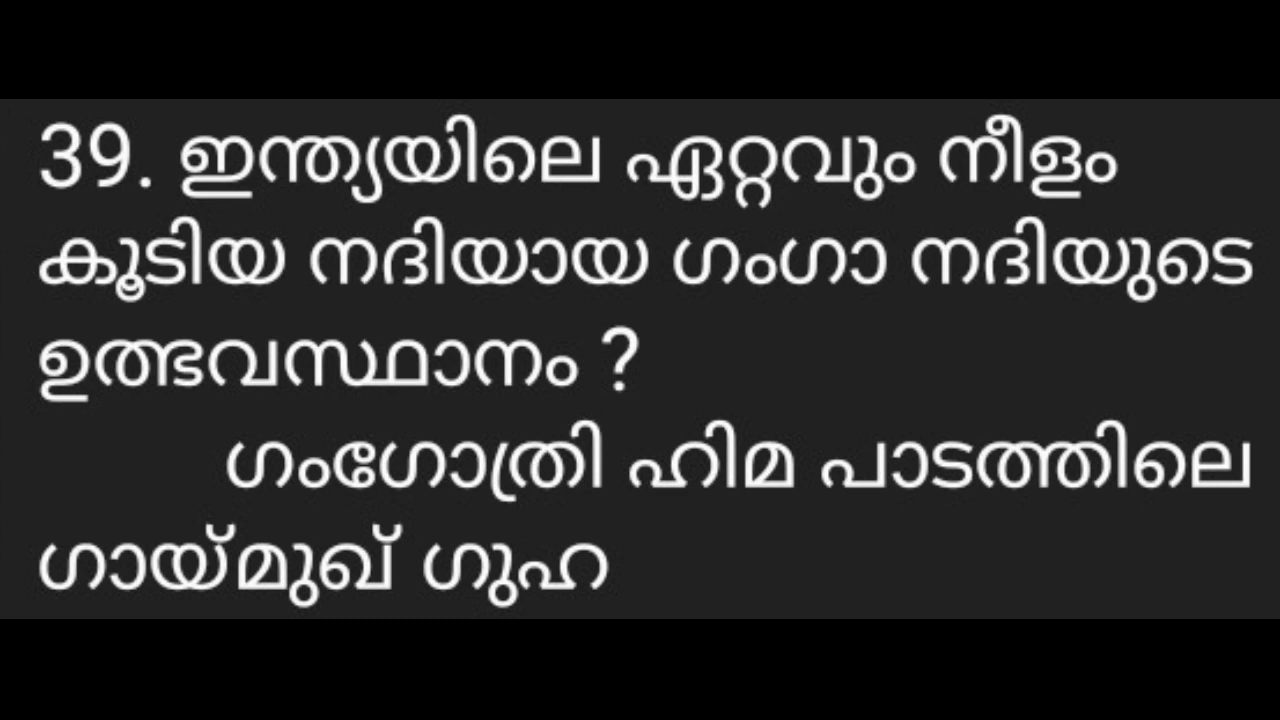 39. ഇന്ത്യയിലെ ഏറ്റവും നീളം
കൂടിയ നദിയായ ഗംഗാ നദിയുടെ
ഉത്ഭവസ്ഥാനം ?
ഗംഗോത്രി ഹിമ പാടത്തിലെ
ഗായ്മുഖ് ഗുഹ